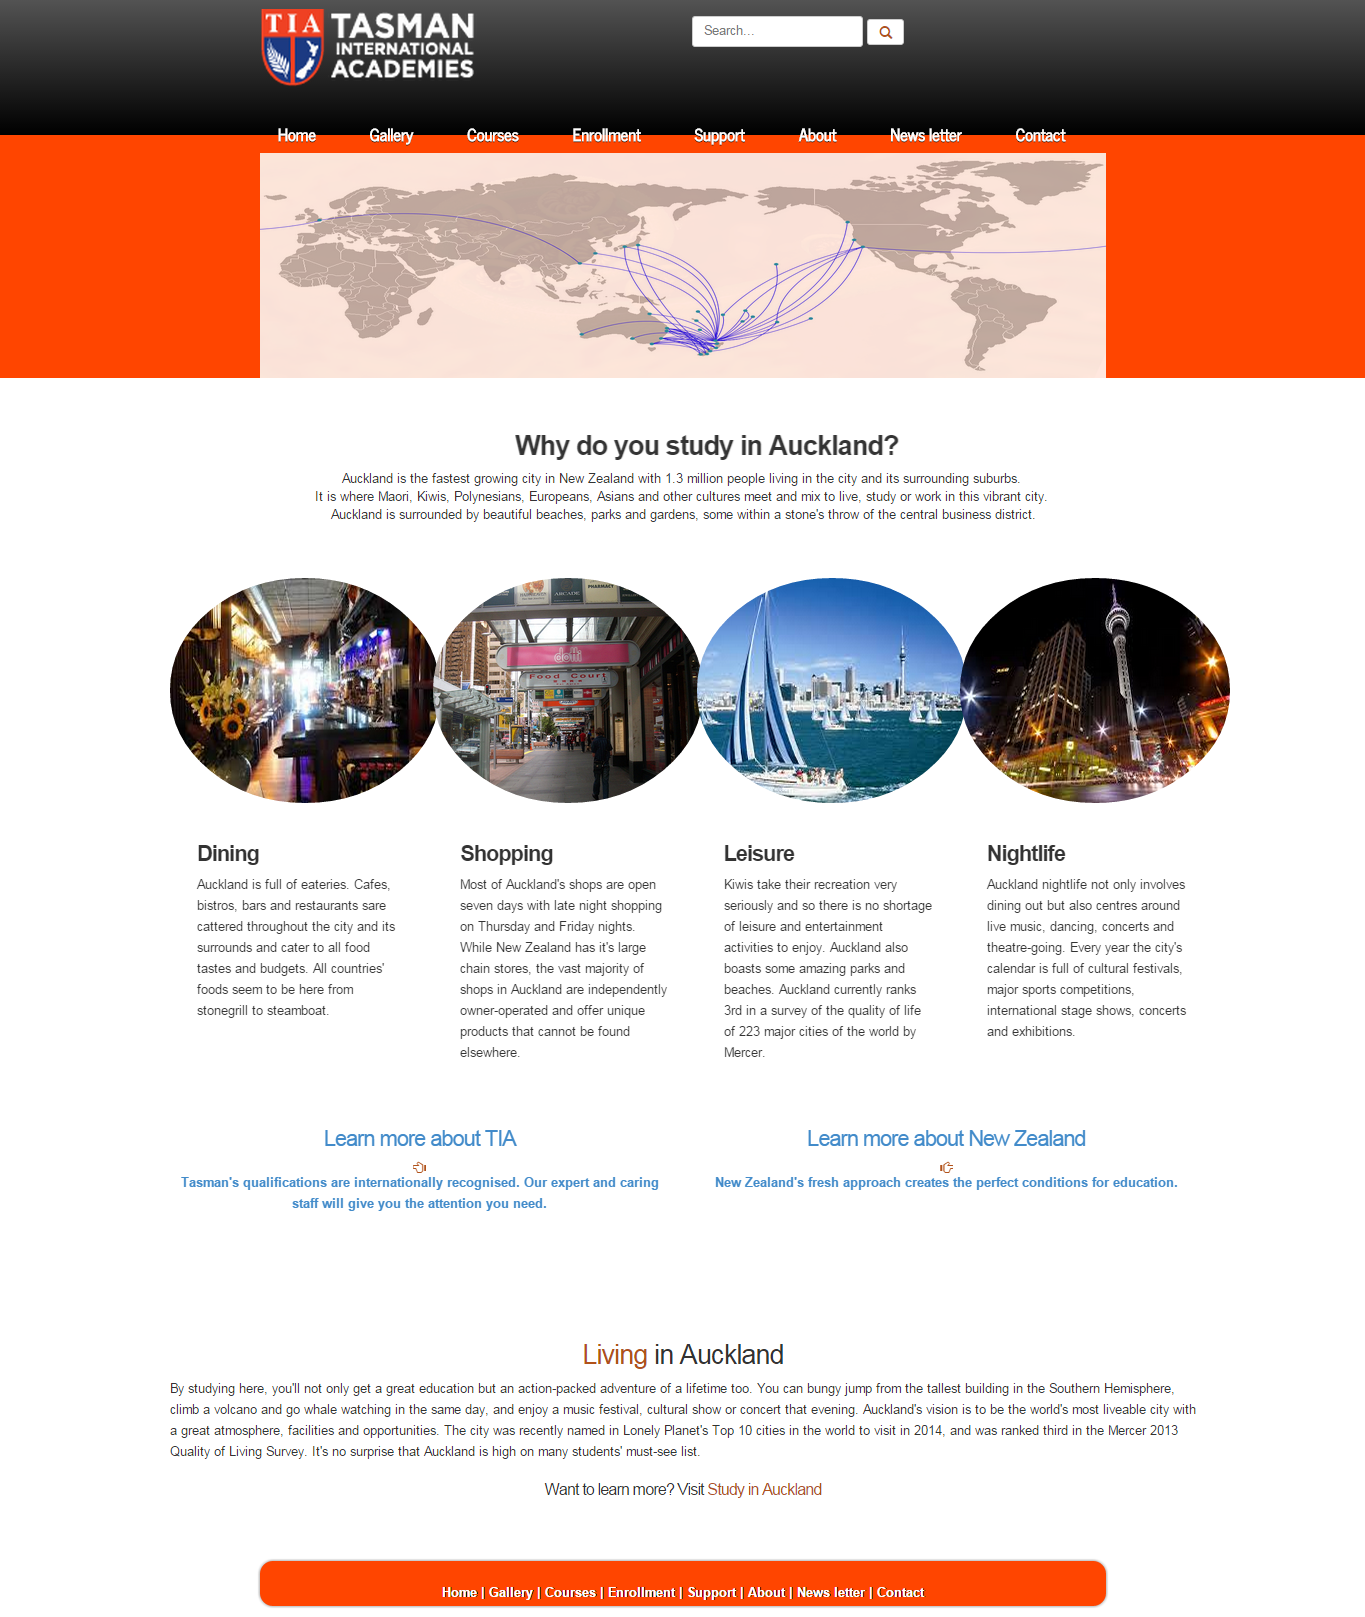 TIA TASMAN
INTERNATIONAL
ACADEMIES
Search...
Home Gallery Courses Enrollment Support About News letter Contact
Why do you study in Auckland?
Auckland is the fastest growing city in New Zealand with 1.3 million people living in the city and its surrounding suburbs.
It is where Maori, Kiwis, Polynesians, Europeans, Asians and other cultures meet and mix to live, study or work in this vibrant city.
Auckland is surrounded by beautiful beaches, parks and gardens, some within a stone's throw of the central business district.
ARCADE
PHARMACY
Food Court
Dining
Auckland is full of eateries. Cafes,
bistros, bars and restaurants sare
cattered throughout the city and its
surrounds and cater to all food
tastes and budgets. All countries'
foods seem to be here from
stonegrill to steamboat.
Shopping
Most of Auckland's shops are open
seven days with late night shopping
on Thursday and Friday nights.
While New Zealand has it's large
chain stores, the vast majority of
shops in Auckland are independently
owner-operated and offer unique
products that cannot be found
elsewhere.
Leisure
Kiwis take their recreation very
seriously and so there is no shortage
of leisure and entertainment
activities to enjoy. Auckland also
boasts some amazing parks and
beaches. Auckland currently ranks
3rd in a survey of the quality of life
of 223 major cities of the world by
Mercer.
Nightlife
Auckland nightlife not only involves
dining out but also centres around
live music, dancing, concerts and
theatre-going. Every year the city's
calendar is full of cultural festivals,
major sports competitions,
international stage shows, concerts
and exhibitions.
Learn more about TIA
Tasman's qualifications are internationally recognised. Our expert and caring
staff will give you the attention you need.
Learn more about New Zealand
New Zealand's fresh approach creates the perfect conditions for education.
Living in Auckland
By studying here, you'll not only get a great education but an action-packed adventure of a lifetime too. You can bungy jump from the tallest building in the Southern Hemisphere,
climb a volcano and go whale watching in the same day, and enjoy a music festival, cultural show or concert that evening. Auckland's vision is to be the world's most liveable city with
a great atmosphere, facilities and opportunities. The city was recently named in Lonely Planet's Top 10 cities in the world to visit in 2014, and was ranked third in the Mercer 2013
Quality of Living Survey. It's no surprise that Auckland is high on many students' must-see list.
Want to learn more? Visit Study in Auckland
Home | Gallery | Courses | Enrollment | Support | About | News letter | Contact